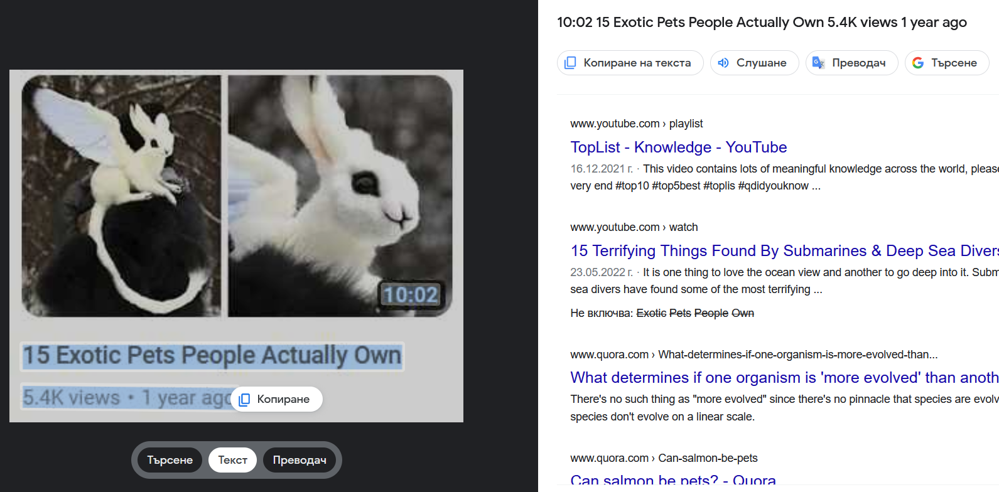 10:02
15 Exotic Pets People Actually Own
5.4K views • 1 year ago
Копиране
Търсене
Текст
Преводач
10:02 15 Exotic Pets People Actually Own 5.4K views 1 year ago
Копиране на текста
Слушане
Преводач
Търсене
www.youtube.com › playlist
TopList - Knowledge - YouTube
16.12.2021 г. · This video contains lots of meaningful knowledge across the world, please
very end #top10 #top5best #toplis #qdidyouknow ...
www.youtube.com › watch
15 Terrifying Things Found By Submarines & Deep Sea Divers
23.05.2022 г. · It is one thing to love the ocean view and another to go deep into it. Subm
sea divers have found some of the most terrifying ...
Не включва: Exotic Pets People Own
www.quora.com › What-determines-if-one-organism-is-more-evolved-than...
What determines if one organism is 'more evolved' than anoth
There's no such thing as "more evolved" since there's no pinnacle that species are evolv
species don't evolve on a linear scale.
www.quora.com › Can-salmon-be-pets
Can salmon be pets? - Quora